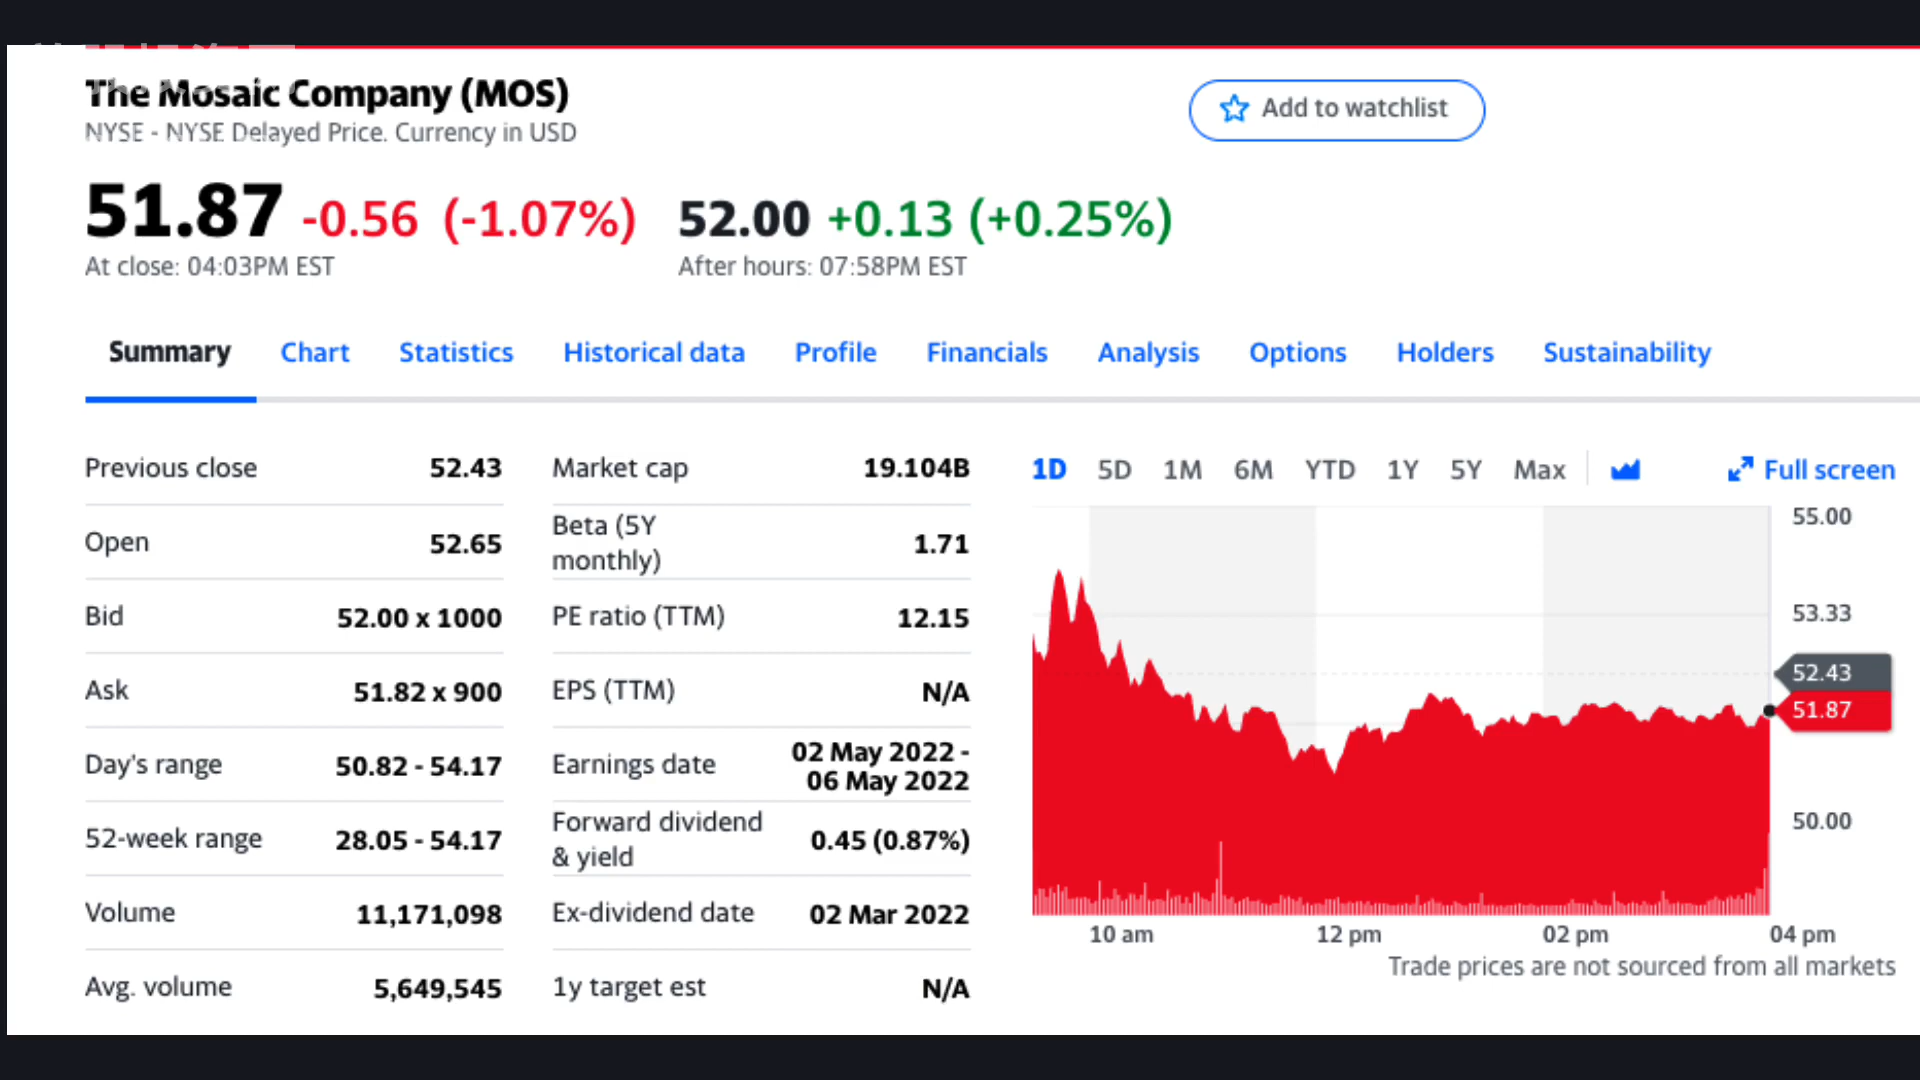 The Mosaic Company (MOS)
NYSE - NYSE Delayed Price. Currency in USD
Add to watchlist
51.87 -0.56 (-1.07%) 52.00 +0.13 (+0.25%)
At close: 04:03PM EST After hours: 07:58PM EST
Summary Chart Statistics Historical data Profile Financials Analysis Options Holders Sustainability
Previous close 52.43
Open 52.65
Bid 52.00 x 1000
Ask 51.82 x 900
Day's range 50.82 - 54.17
52-week range 28.05 - 54.17
Volume 11,171,098
Avg. volume 5,649,545
Market cap 19.104B
Beta (5Y
monthly) 1.71
PE ratio (TTM) 12.15
EPS (TTM) N/A
Earnings date 02 May 2022 -
06 May 2022
Forward dividend
& yield 0.45 (0.87%)
Ex-dividend date 02 Mar 2022
1y target est N/A
1D 5D 1M 6M YTD 1Y 5Y Max Full screen
55.00
53.33
52.43
51.87
50.00
10 am 12 pm 02 pm 04 pm
Trade prices are not sourced from all markets